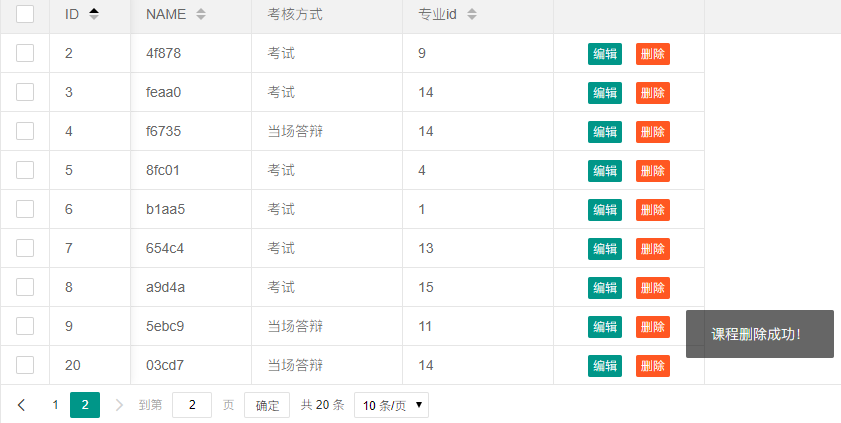 ID NAME 考核方式 专业id
2 4f878 考试 9 编辑 删除
3 feaa0 考试 14 编辑 删除
4 f6735 当场答辩 14 编辑 删除
5 8fc01 考试 4 编辑 删除
6 b1aa5 考试 1 编辑 删除
7 654c4 考试 13 编辑 删除
8 a9d4a 考试 15 编辑 删除
9 5ebc9 当场答辩 11 编辑 删除
课程删除成功!
20 03cd7 当场答辩 14 编辑 删除
1 2 到第 2 页 确定 共 20 条 10 条/页